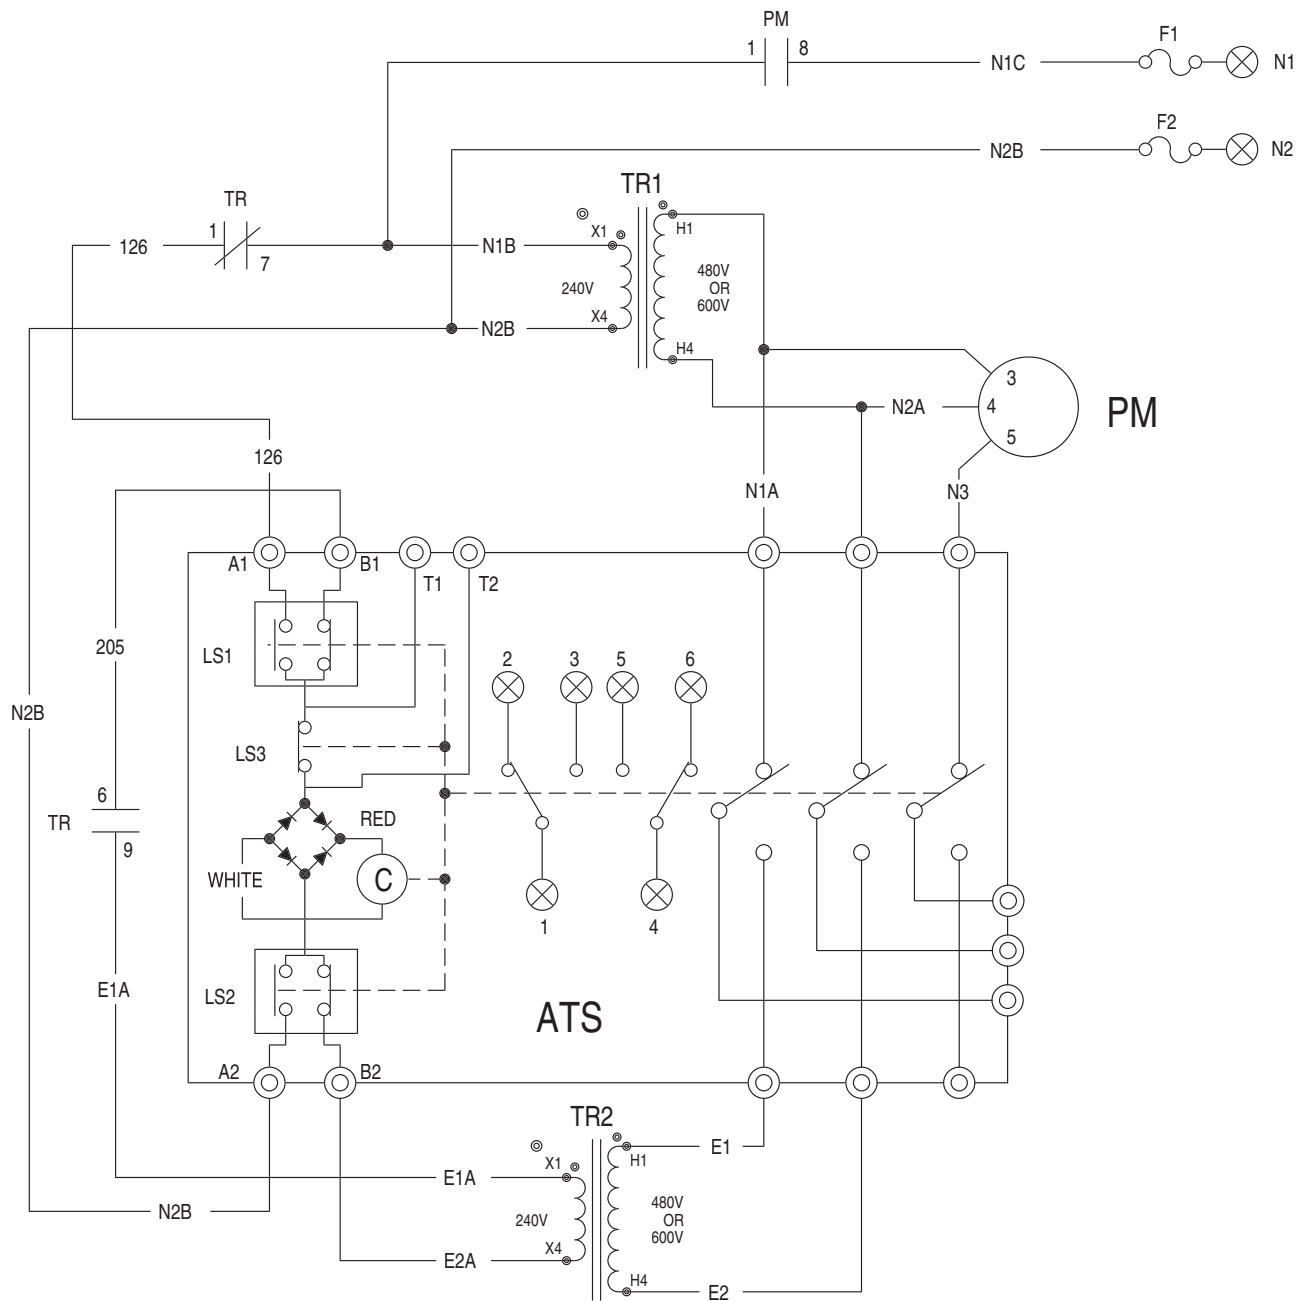 PM
1 8
N1C
F1
N1
F2
N2B
N2
TR1
TR
1
7
126
N1B
X1
H1
240V
480V
OR
600V
N2B
X4
H4
3
4
5
N2A
PM
126
N1A
N3
A1
B1
T1
T2
LS1
205
2
3
5
6
N2B
LS3
6
TR
9
RED
WHITE
C
1
4
E1A
LS2
ATS
A2
B2
TR2
E1
X1
H1
E1A
480V
OR
600V
N2B
240V
X4
E2A
H4
E2